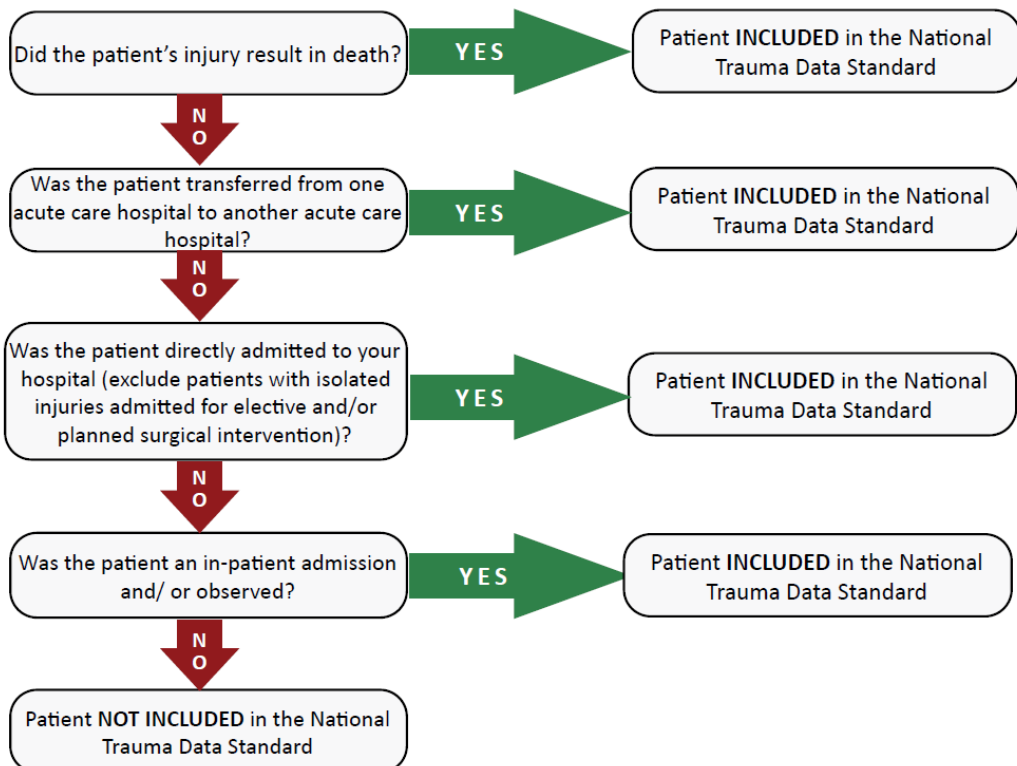 Did the patient’s injury result in death?
YES
Patient INCLUDED in the National
Trauma Data Standard
N
O
Was the patient transferred from one
acute care hospital to another acute care
hospital?
YES
Patient INCLUDED in the National
Trauma Data Standard
N
O
Was the patient directly admitted to your
hospital (exclude patients with isolated
injuries admitted for elective and/or
planned surgical intervention)?
YES
Patient INCLUDED in the National
Trauma Data Standard
N
O
Was the patient an in-patient admission
and/ or observed?
YES
Patient INCLUDED in the National
Trauma Data Standard
N
O
Patient NOT INCLUDED in the National
Trauma Data Standard